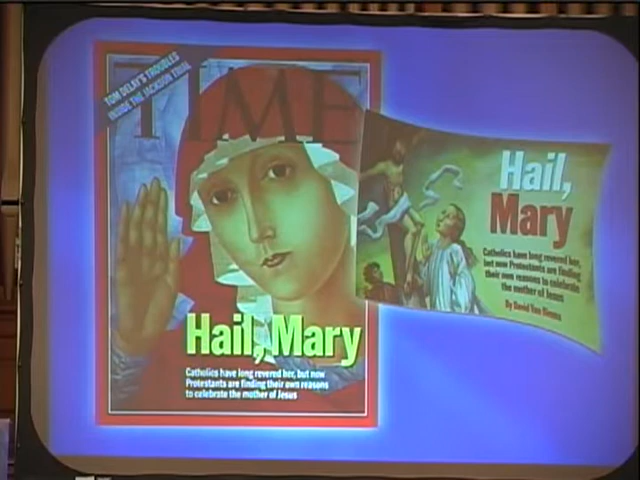 TOM DELAY'S TROUBLES
INSIDE THE JACKSON TRIAL
TIME
Hail, Mary
Catholics have long revered her, but now
Protestants are finding their own reasons
to celebrate the mother of Jesus
Hail,
Mary
Catholics have long revered her,
but now Protestants are finding
their own reasons to celebrate
the mother of Jesus
By David Van Biema